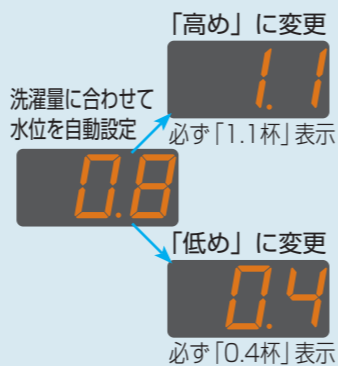 「高め」に変更
1.1
必ず「1.1杯」表示
洗濯量に合わせて
水位を自動設定
0.8
「低め」に変更
0.4
必ず「0.4杯」表示